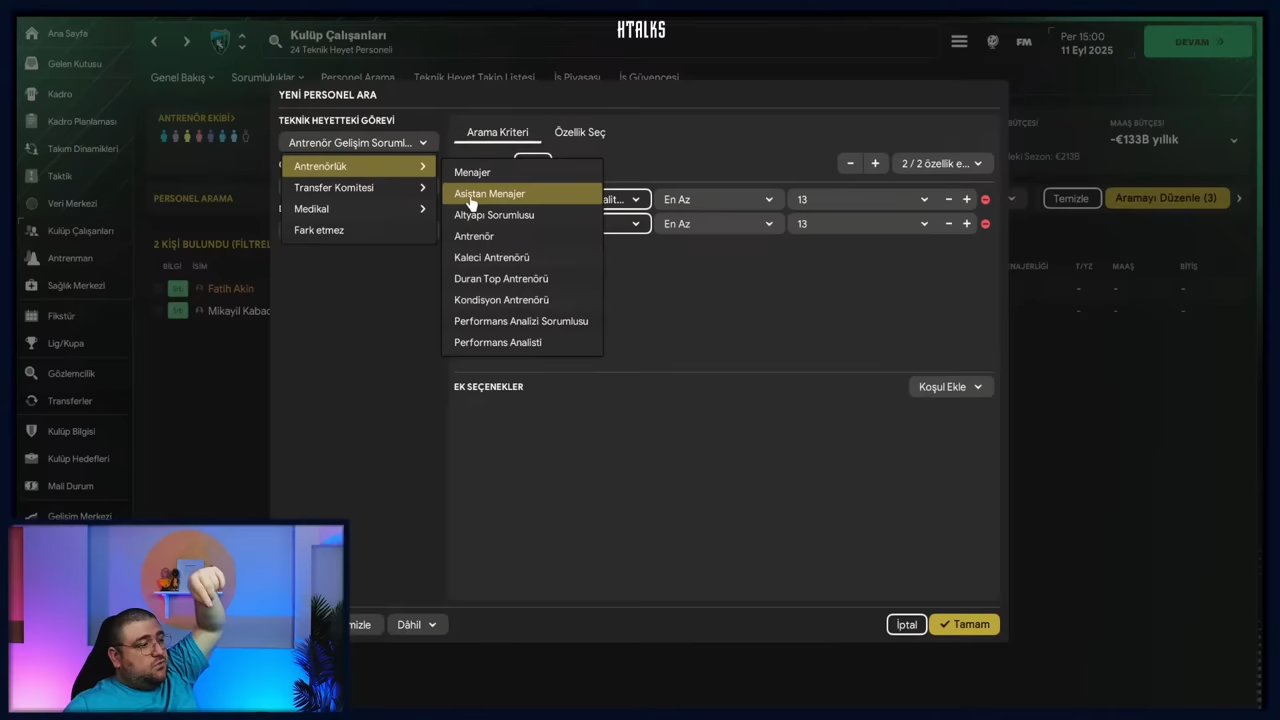 HTALKS
Ana Sayfa
Gelen Kutusu
Kadro
Kadro Planlaması
Takım Dinamikleri
Taktik
Veri Merkezi
Kulüp Çalışanları
Antrenman
Sağlık Merkezi
Fikstür
Lig/Kupa
Gözlemcilik
Transferler
Kulüp Bilgisi
Kulüp Hedefleri
Mali Durum
Gelişim Merkezi
Kulüp Çalışanları
24 Teknik Heyet Personeli
FM
Per 15:00
11 Eyl 2025
DEVAM
Genel Bakış
Sorumluluklar
Personel Arama
Teknik Heyet Takip Listesi
İş Piyasası
İş Güvencesi
ANTRENÖR EKİBİ
MAAŞ BÜTÇESİ
-€133B yıllık
PERSONEL ARAMA
Temizle
Aramayı Düzenle (3)
2 KİŞİ BULUNDU
BİLGİ İSİM
T/YZ MAAŞ BİTİŞ
Fatih Akin - - -
Mikayil - - -
YENİ PERSONEL ARA
TEKNİK HEYETTEKİ GÖREVİ
Antrenör Gelişim Soruml...
Antrenörlük
Transfer Komitesi
Medikal
Fark etmez
Menajer
Asistan Menajer
Altyapı Sorumlusu
Antrenör
Kaleci Antrenörü
Duran Top Antrenörü
Kondisyon Antrenörü
Performans Analizi Sorumlusu
Performans Analisti
Arama Kriteri
Özellik Seç
- + 2 / 2 özellik e...
En Az 13 - +
En Az 13 - +
EK SEÇENEKLER
Koşul Ekle
Dâhil
İptal
Tamam